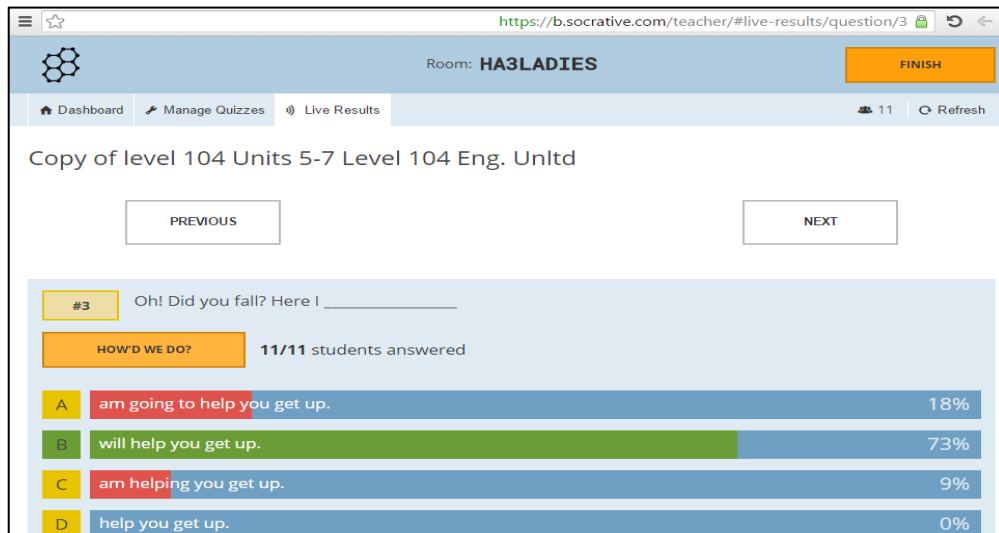 https://b.socrative.com/teacher/#live-results/question/3
Room: HA3LADIES
FINISH
Dashboard Manage Quizzes Live Results 11 Refresh
Copy of level 104 Units 5-7 Level 104 Eng. Unltd
PREVIOUS NEXT
#3 Oh! Did you fall? Here I _________________
HOW'D WE DO? 11/11 students answered
A am going to help you get up. 18%
B will help you get up. 73%
C am helping you get up. 9%
D help you get up. 0%